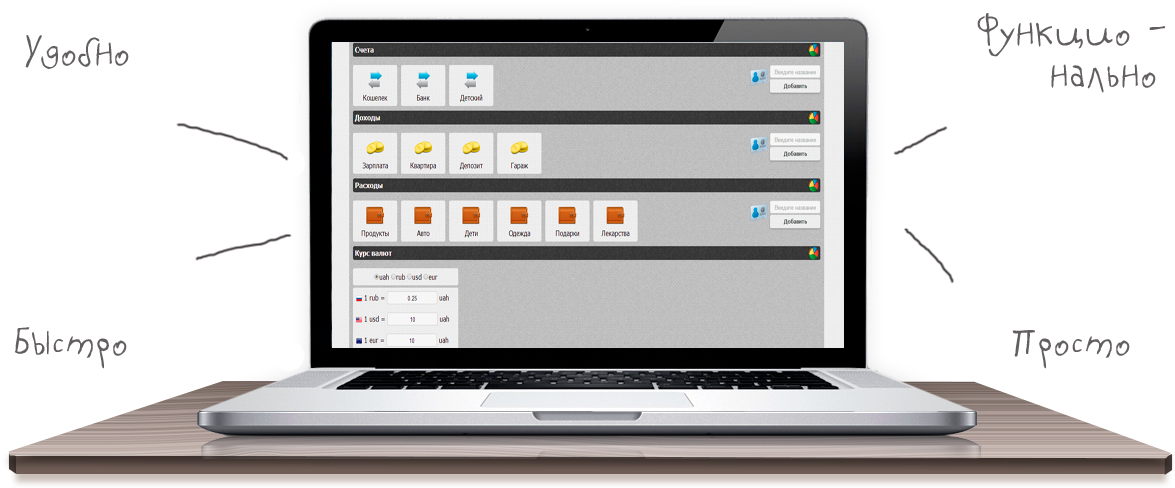 Удобно
Функцио -
нально
Счета
Кошелек Банк Детский
Введите название
Добавить
Доходы
Зарплата Квартира Депозит Гараж
Введите название
Добавить
Расходы
Продукты Авто Дети Одежда Подарки Лекарства
Введите название
Добавить
Курс валют
uah rub usd eur
1 rub = 0.25 uah
1 usd = 10 uah
1 eur = 10 uah
Быстро
Просто